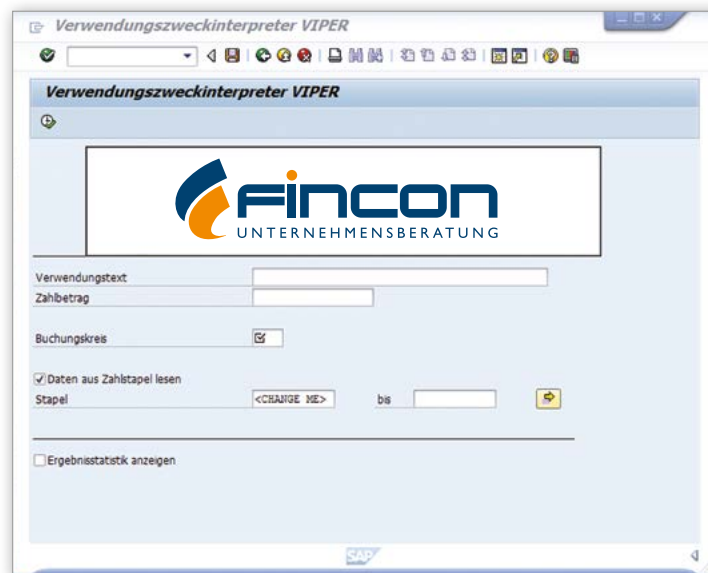 Verwendungszweckinterpreter VIPER
Verwendungszweckinterpreter VIPER
Fincon
UNTERNEHMENSBERATUNG
Verwendungstext
Zahlbetrag
Buchungskreis
Daten aus Zahlstapel lesen
Stapel <CHANGE ME> bis
Ergebnisstatistik anzeigen
SAP